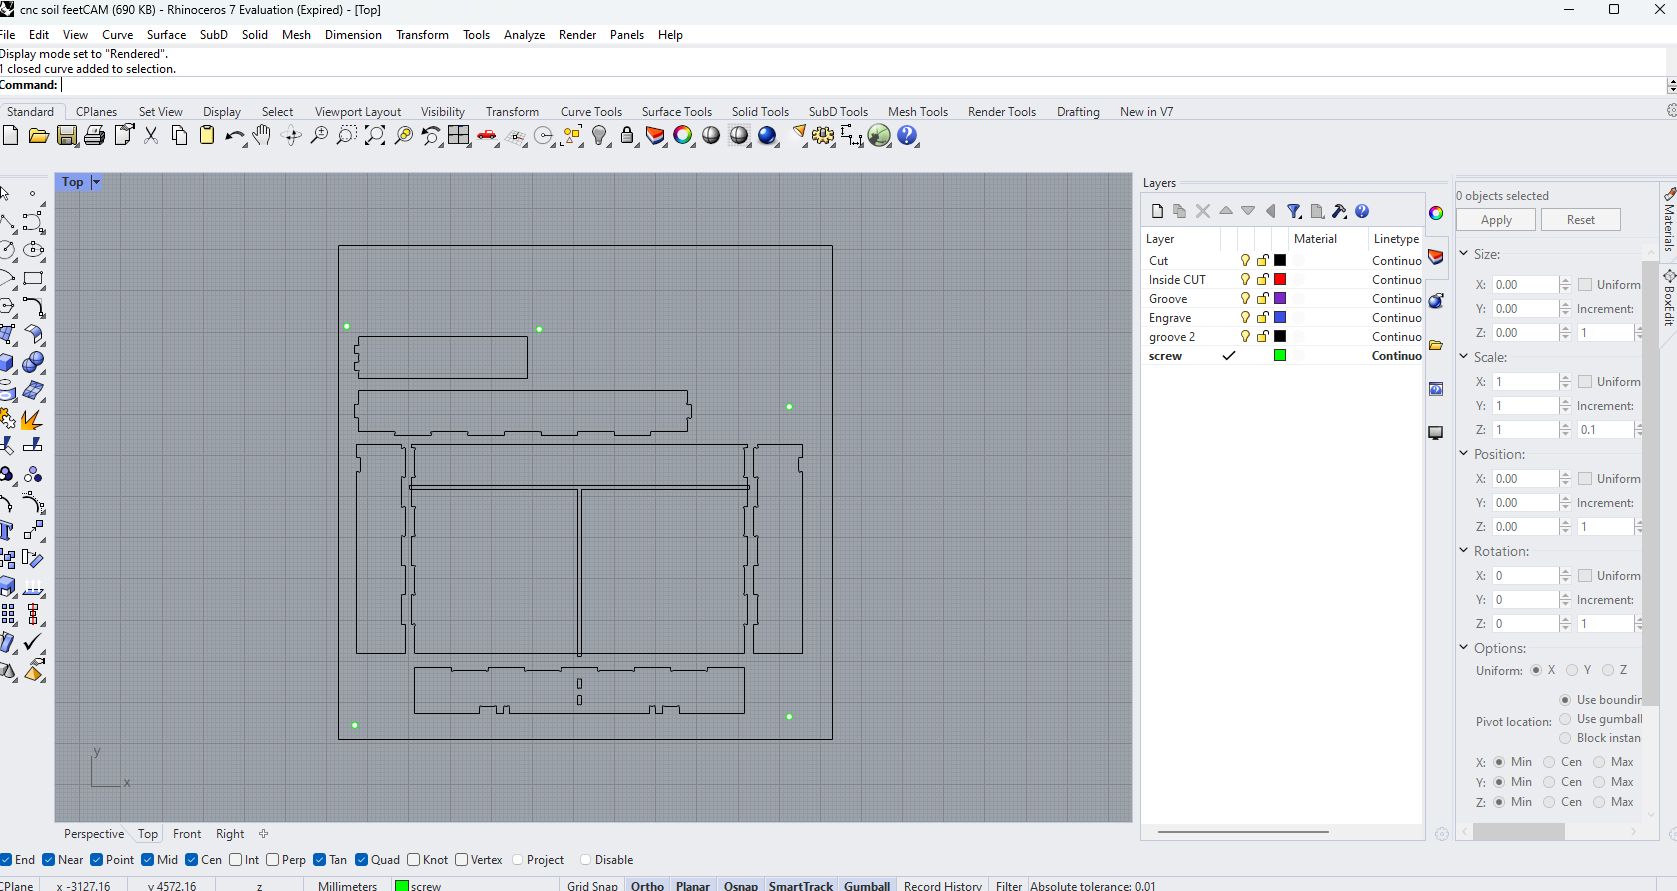 cnc soil feetCAM (690 KB) - Rhinoceros 7 Evaluation (Expired) - [Top]
File Edit View Curve Surface SubD Solid Mesh Dimension Transform Tools Analyze Render Panels Help
Display mode set to "Rendered".
1 closed curve added to selection.
Command:
Standard CPlanes Set View Display Select Viewport Layout Visibility Transform Curve Tools Surface Tools Solid Tools SubD Tools Mesh Tools Render Tools Drafting New in V7
Top
y
x
Perspective Top Front Right
Layers
Layer Material Linetype
Cut Continuo
Inside CUT Continuo
Groove Continuo
Engrave Continuo
groove 2 Continuo
screw Continuo
0 objects selected
Apply Reset
Size:
X: 0.00 Uniform
Y: 0.00 Increment:
Z: 0.00 1
Scale:
X: 1 Uniform
Y: 1 Increment:
Z: 1 0.1
Position:
X: 0.00 Uniform
Y: 0.00 Increment:
Z: 0.00 1
Rotation:
X: 0 Uniform
Y: 0 Increment:
Z: 0 1
Options:
Uniform: X Y Z
Use boundin
Pivot location: Use gumball
Block instan
X: Min Cen Max
Y: Min Cen Max
Z: Min Cen Max
Materials
BoxEdit
End Near Point Mid Cen Int Perp Tan Quad Knot Vertex Project Disable
CPlane x -3127.16 y 4572.16 z Millimeters screw Grid Snap Ortho Planar Osnap SmartTrack Gumball Record History Filter Absolute tolerance: 0.01